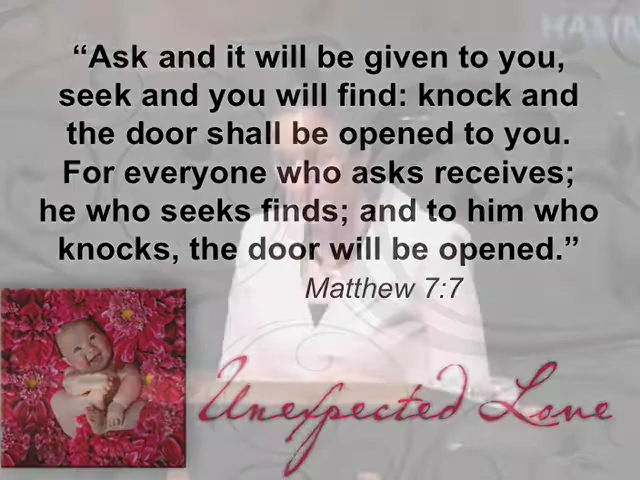 “Ask and it will be given to you,
seek and you will find: knock and
the door shall be opened to you.
For everyone who asks receives;
he who seeks finds; and to him who
knocks, the door will be opened.”
Matthew 7:7
Unexpected Love